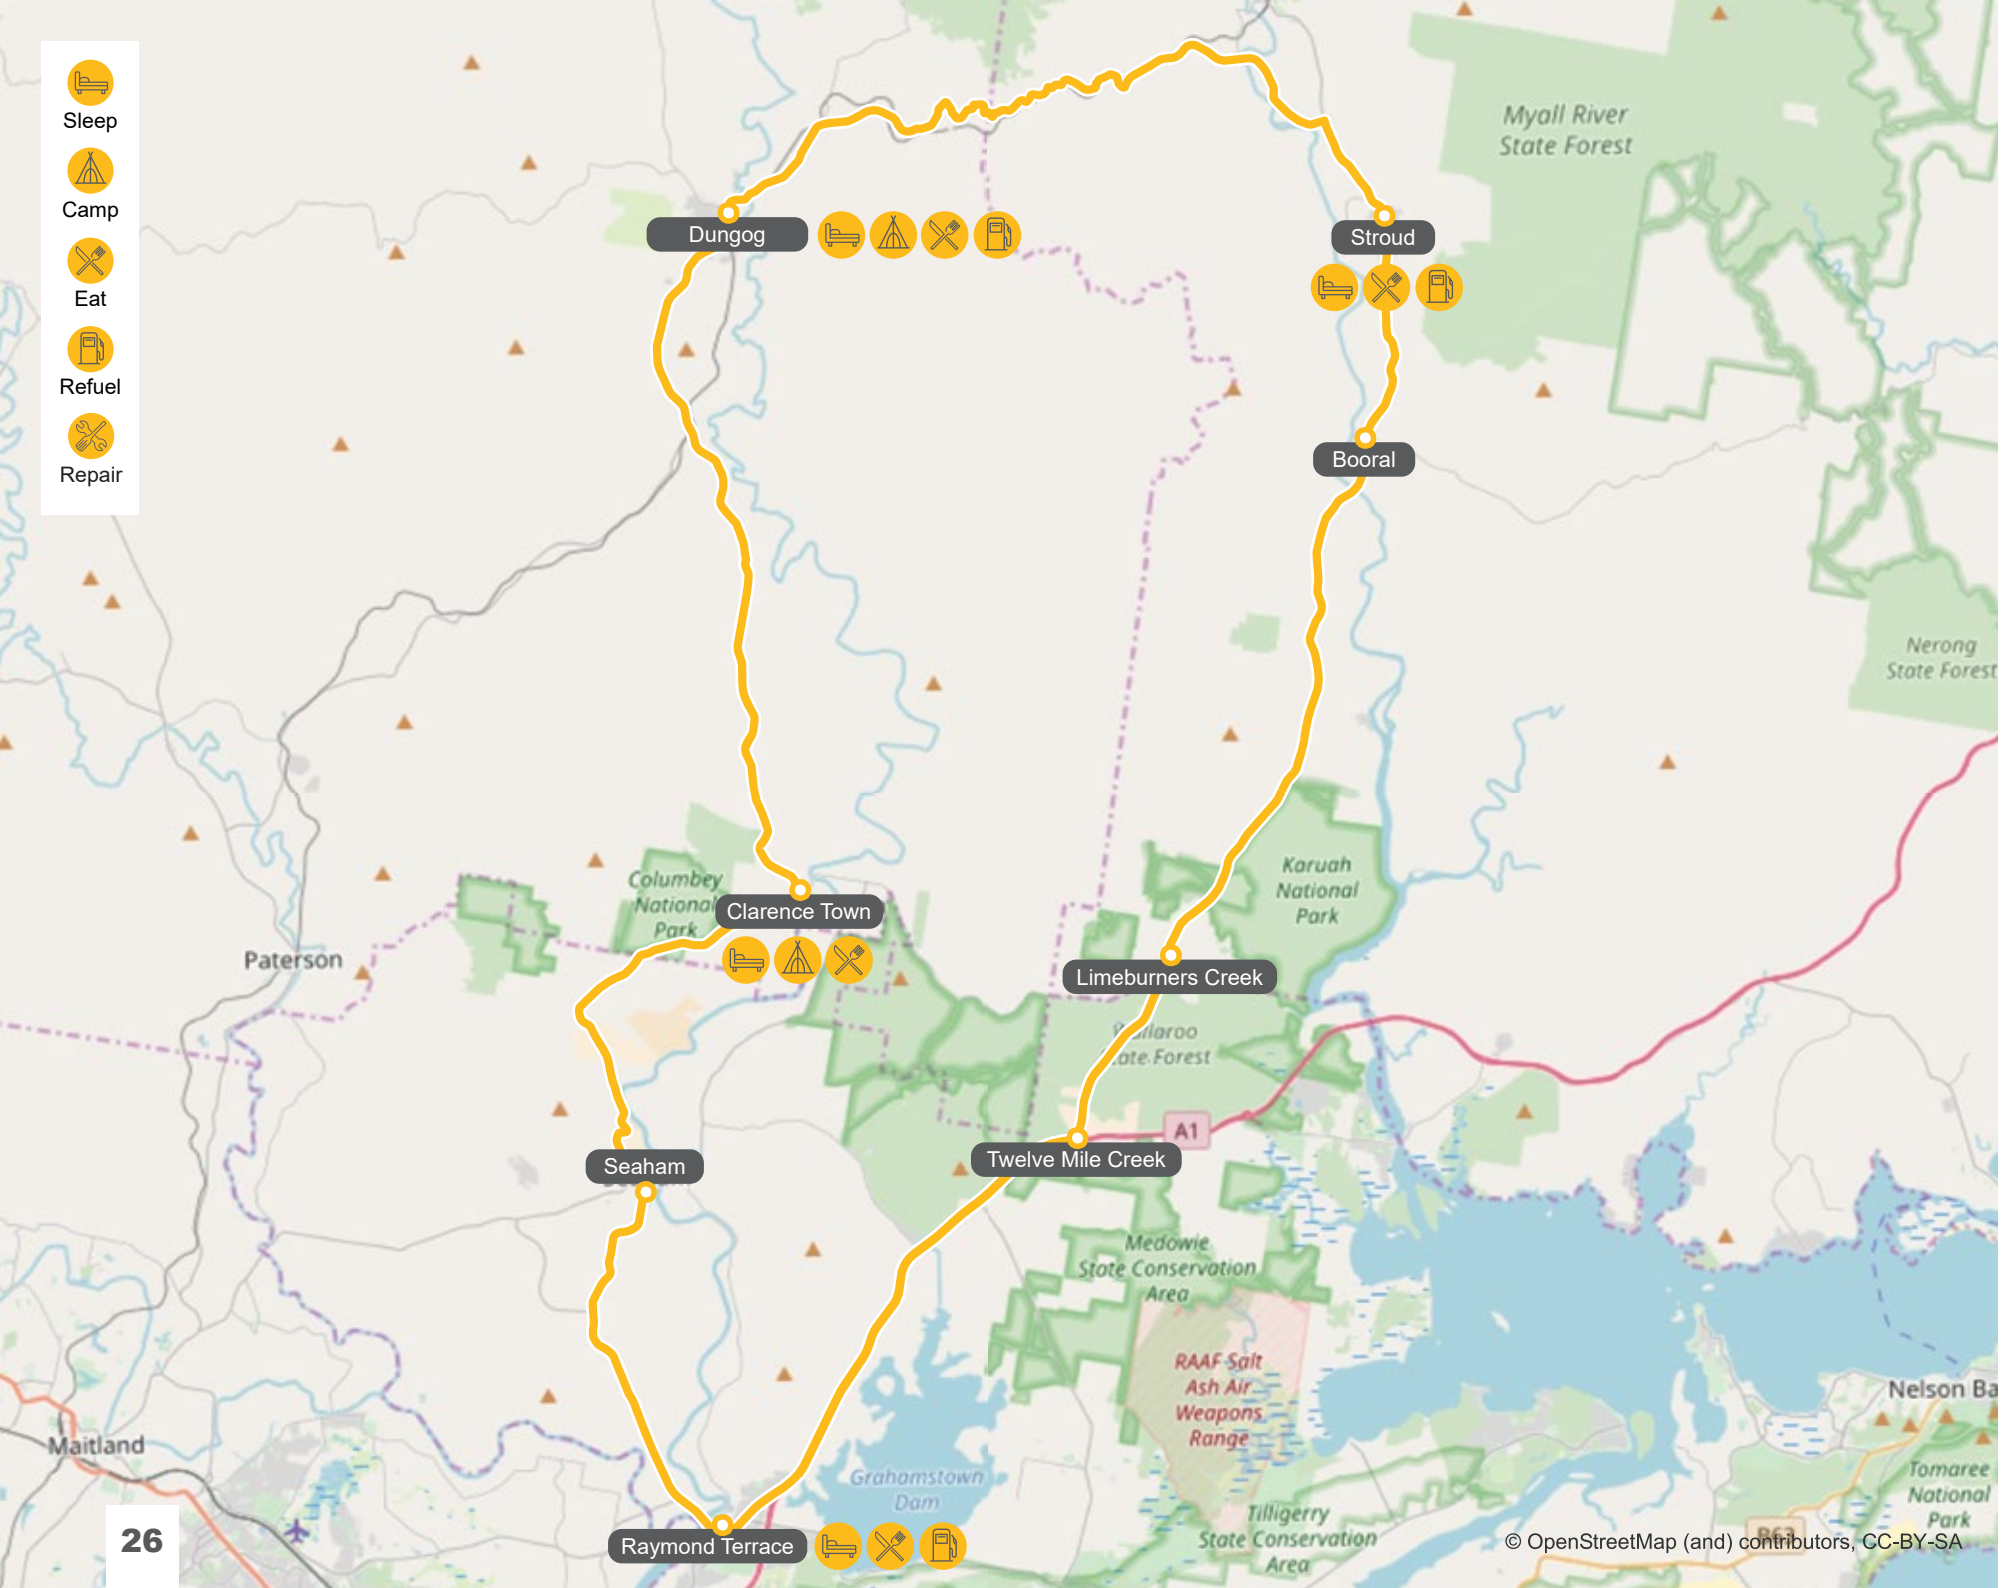 Sleep
Camp
Eat
Refuel
Repair
Myall River
State Forest
Dungog
Stroud
Booral
Nerong
State Forest
Columbey
National
Park
Clarence Town
Karuah
National
Park
Paterson
Limeburners Creek
State Forest
A1
Twelve Mile Creek
Seaham
Medowie
State Conservation
Area
RAAF Salt
Ash Air
Weapons
Range
Nelson Ba
Maitland
Grahamstown
Dam
Tomaree
National
Park
Tilligerry
State Conservation
Area
Raymond Terrace
26
© OpenStreetMap (and) contributors, CC-BY-SA